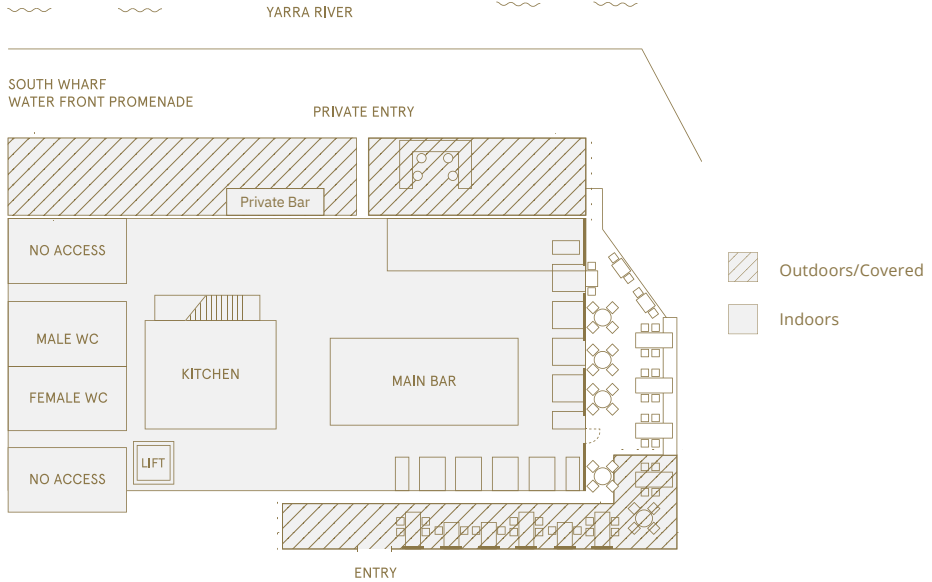 YARRA RIVER
SOUTH WHARF
WATER FRONT PROMENADE
PRIVATE ENTRY
Private Bar
NO ACCESS
Outdoors/Covered
Indoors
MALE WC
KITCHEN
MAIN BAR
FEMALE WC
LIFT
NO ACCESS
ENTRY